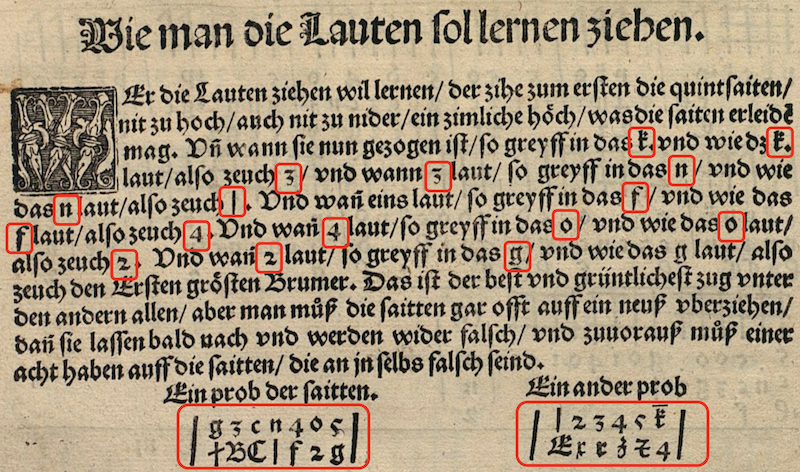 Wie man die Lauten sol lernen ziehen.
WEr die Lauten ziehen wil lernen/ der zihe zum ersten die quintsaiten/
nit zu hoch/ auch nit zu nider/ ein zimliche höch/ was die saiten erleidē
mag. Vñ wann sie nun gezogen ist/ so greyff in das k. vnd wie dz k.
laut/ also zeuch 3/ vnd wann 3 laut/ so greyff in das n/ vnd wie
das n laut/ also zeuch |. Vnd wañ eins laut/ so greyff in das f/ vnd wie das
f laut/ also zeuch 4. Vnd wañ 4 laut/ so greyff in das o/ vnd wie das o laut/
also zeuch 2. Vnd wañ 2 laut/ so greyff in das g/ vnd wie das g laut/ also
zeuch den Ersten grösten Brumer. Das ist der best vnd grüntlichest zug vnter
den andern allen/ aber man můß die saitten gar offt auff ein neuß vberziehen/
dañ sie lassen bald nach vnd werden wider falsch/ vnd zuuorauß můß einer
acht haben auff die saitten/ die an jn selbs falsch seind.
Ein prob der saitten.
g 3 c n 4 o 5
† B C | f 2 g
Ein ander prob
| 2 3 4 5 k̅
4